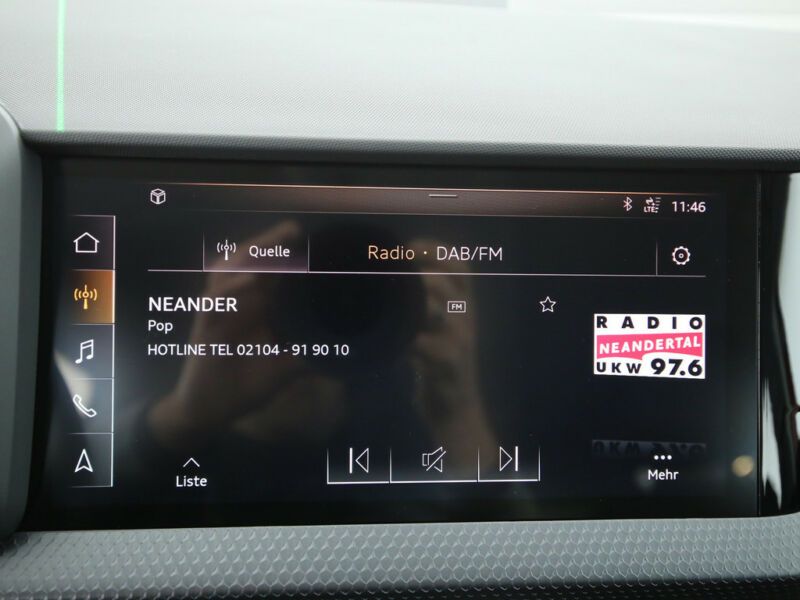 LTE 11:46
Quelle
Radio · DAB/FM
NEANDER
FM
Pop
HOTLINE TEL 02104 - 91 90 10
RADIO
NEANDERTAL
UKW 97.6
Liste
Mehr